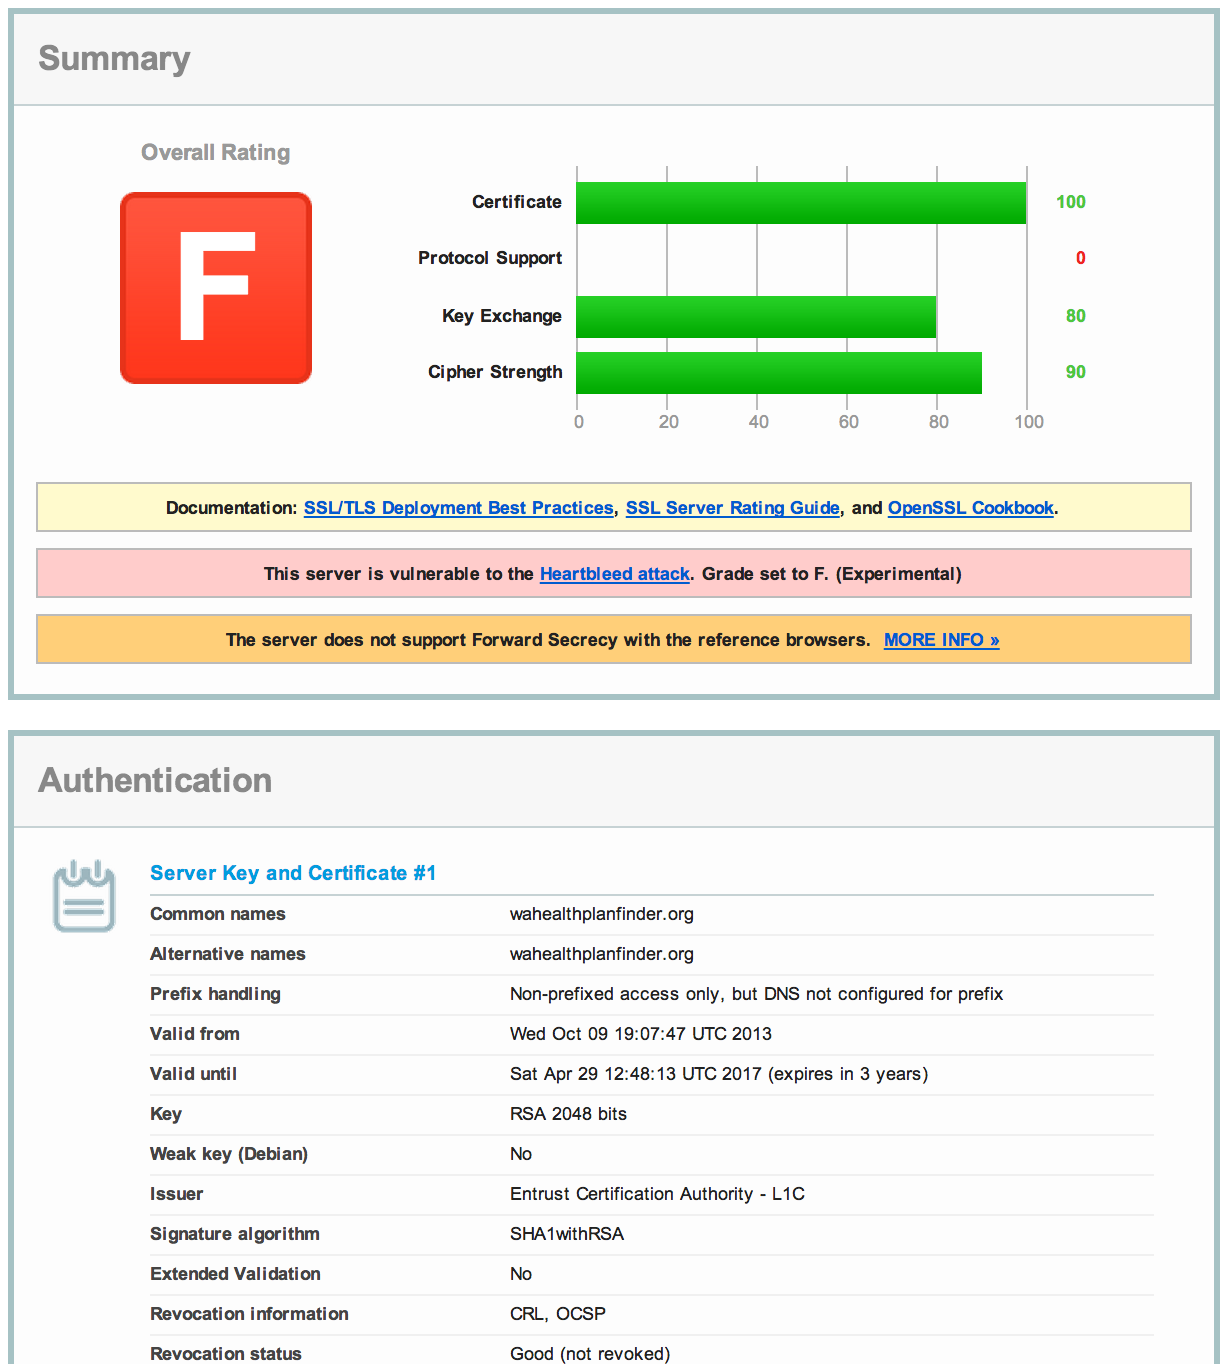 Summary
Overall Rating
F
Certificate 100
Protocol Support 0
Key Exchange 80
Cipher Strength 90
0 20 40 60 80 100
Documentation: SSL/TLS Deployment Best Practices, SSL Server Rating Guide, and OpenSSL Cookbook.
This server is vulnerable to the Heartbleed attack. Grade set to F. (Experimental)
The server does not support Forward Secrecy with the reference browsers. MORE INFO »
Authentication
Server Key and Certificate #1
Common names wahealthplanfinder.org
Alternative names wahealthplanfinder.org
Prefix handling Non-prefixed access only, but DNS not configured for prefix
Valid from Wed Oct 09 19:07:47 UTC 2013
Valid until Sat Apr 29 12:48:13 UTC 2017 (expires in 3 years)
Key RSA 2048 bits
Weak key (Debian) No
Issuer Entrust Certification Authority - L1C
Signature algorithm SHA1withRSA
Extended Validation No
Revocation information CRL, OCSP
Revocation status Good (not revoked)